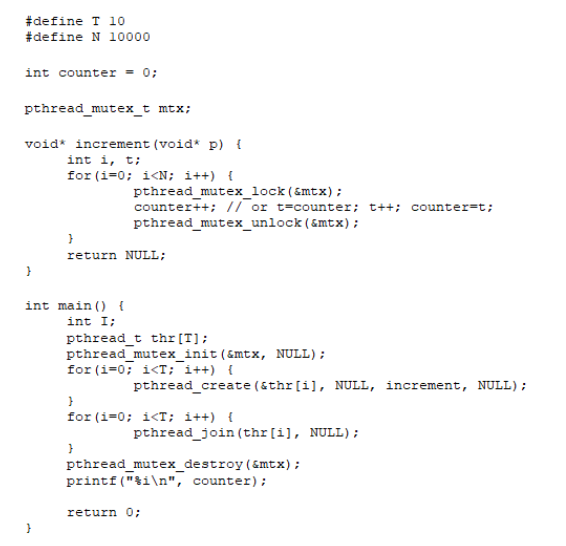 #define T 10
#define N 10000
int counter = 0;
pthread_mutex_t mtx;
void* increment(void* p) {
int i, t;
for(i=0; i<N; i++) {
pthread_mutex_lock(&mtx);
counter++; // or t=counter; t++; counter=t;
pthread_mutex_unlock(&mtx);
}
return NULL;
}
int main() {
int I;
pthread_t thr[T];
pthread_mutex_init(&mtx, NULL);
for(i=0; i<T; i++) {
pthread_create(&thr[i], NULL, increment, NULL);
}
for(i=0; i<T; i++) {
pthread_join(thr[i], NULL);
}
pthread_mutex_destroy(&mtx);
printf("%i\n", counter);
return 0;
}